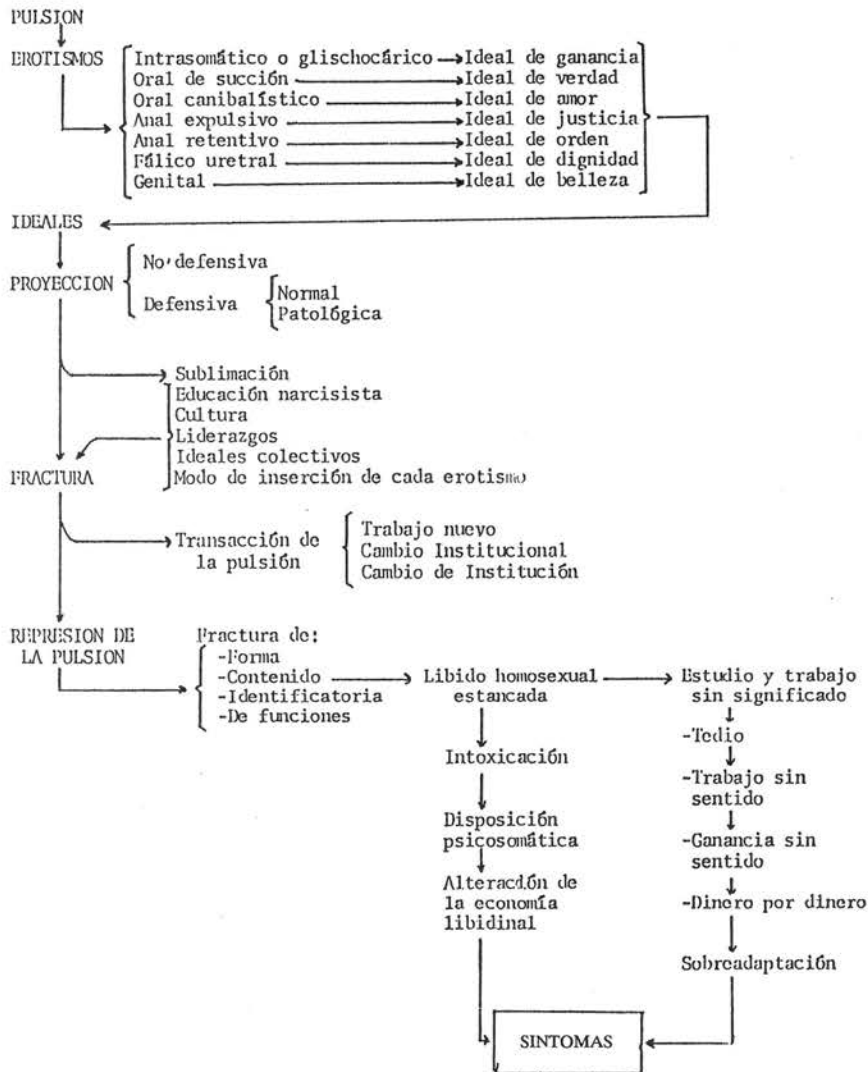 PULSION
EROTISMOS
Intrasomático o glischocárico Ideal de ganancia
Oral de succión Ideal de verdad
Oral canibalístico Ideal de amor
Anal expulsivo Ideal de justicia
Anal retentivo Ideal de orden
Fálico uretral Ideal de dignidad
Genital Ideal de belleza
IDEALES
PROYECCION
No defensiva
Defensiva
Normal
Patológica
Sublimación
Educación narcisista
Cultura
Liderazgos
Ideales colectivos
Modo de inserción de cada erotismo
FRACTURA
Transacción de
la pulsión
Trabajo nuevo
Cambio Institucional
Cambio de Institución
REPRESION DE
LA PULSION
Fractura de:
-Forma
-Contenido
-Identificatoria
-De funciones
Libido homosexual
estancada
Intoxicación
Disposición
psicosomática
Alteración de
la economía
libidinal
Estudio y trabajo
sin significado
-Tedio
-Trabajo sin
sentido
-Ganancia sin
sentido
-Dinero por dinero
Sobreadaptación
SINTOMAS